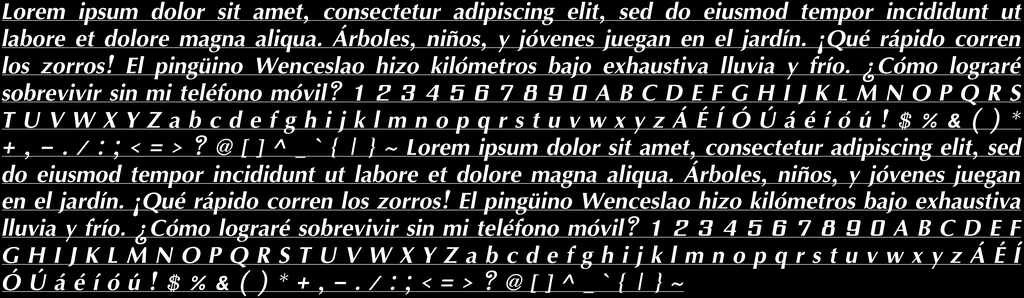 Lorem ipsum dolor sit amet, consectetur adipiscing elit, sed do eiusmod tempor incididunt ut
labore et dolore magna aliqua. Árboles, niños, y jóvenes juegan en el jardín. ¡Qué rápido corren
los zorros! El pingüino Wenceslao hizo kilómetros bajo exhaustiva lluvia y frío. ¿Cómo lograré
sobrevivir sin mi teléfono móvil? 1 2 3 4 5 6 7 8 9 0 A B C D E F G H I J K L M N O P Q R S
T U V W X Y Z a b c d e f g h i j k l m n o p q r s t u v w x y z Á É Í Ó Ú á é í ó ú ! $ % & ( ) *
+ , – . / : ; < = > ? @ [ ] ^ _ ` { | } ~ Lorem ipsum dolor sit amet, consectetur adipiscing elit, sed
do eiusmod tempor incididunt ut labore et dolore magna aliqua. Árboles, niños, y jóvenes juegan
en el jardín. ¡Qué rápido corren los zorros! El pingüino Wenceslao hizo kilómetros bajo exhaustiva
lluvia y frío. ¿Cómo lograré sobrevivir sin mi teléfono móvil? 1 2 3 4 5 6 7 8 9 0 A B C D E F
G H I J K L M N O P Q R S T U V W X Y Z a b c d e f g h i j k l m n o p q r s t u v w x y z Á É Í
Ó Ú á é í ó ú ! $ % & ( ) * + , – . / : ; < = > ? @ [ ] ^ _ ` { | } ~